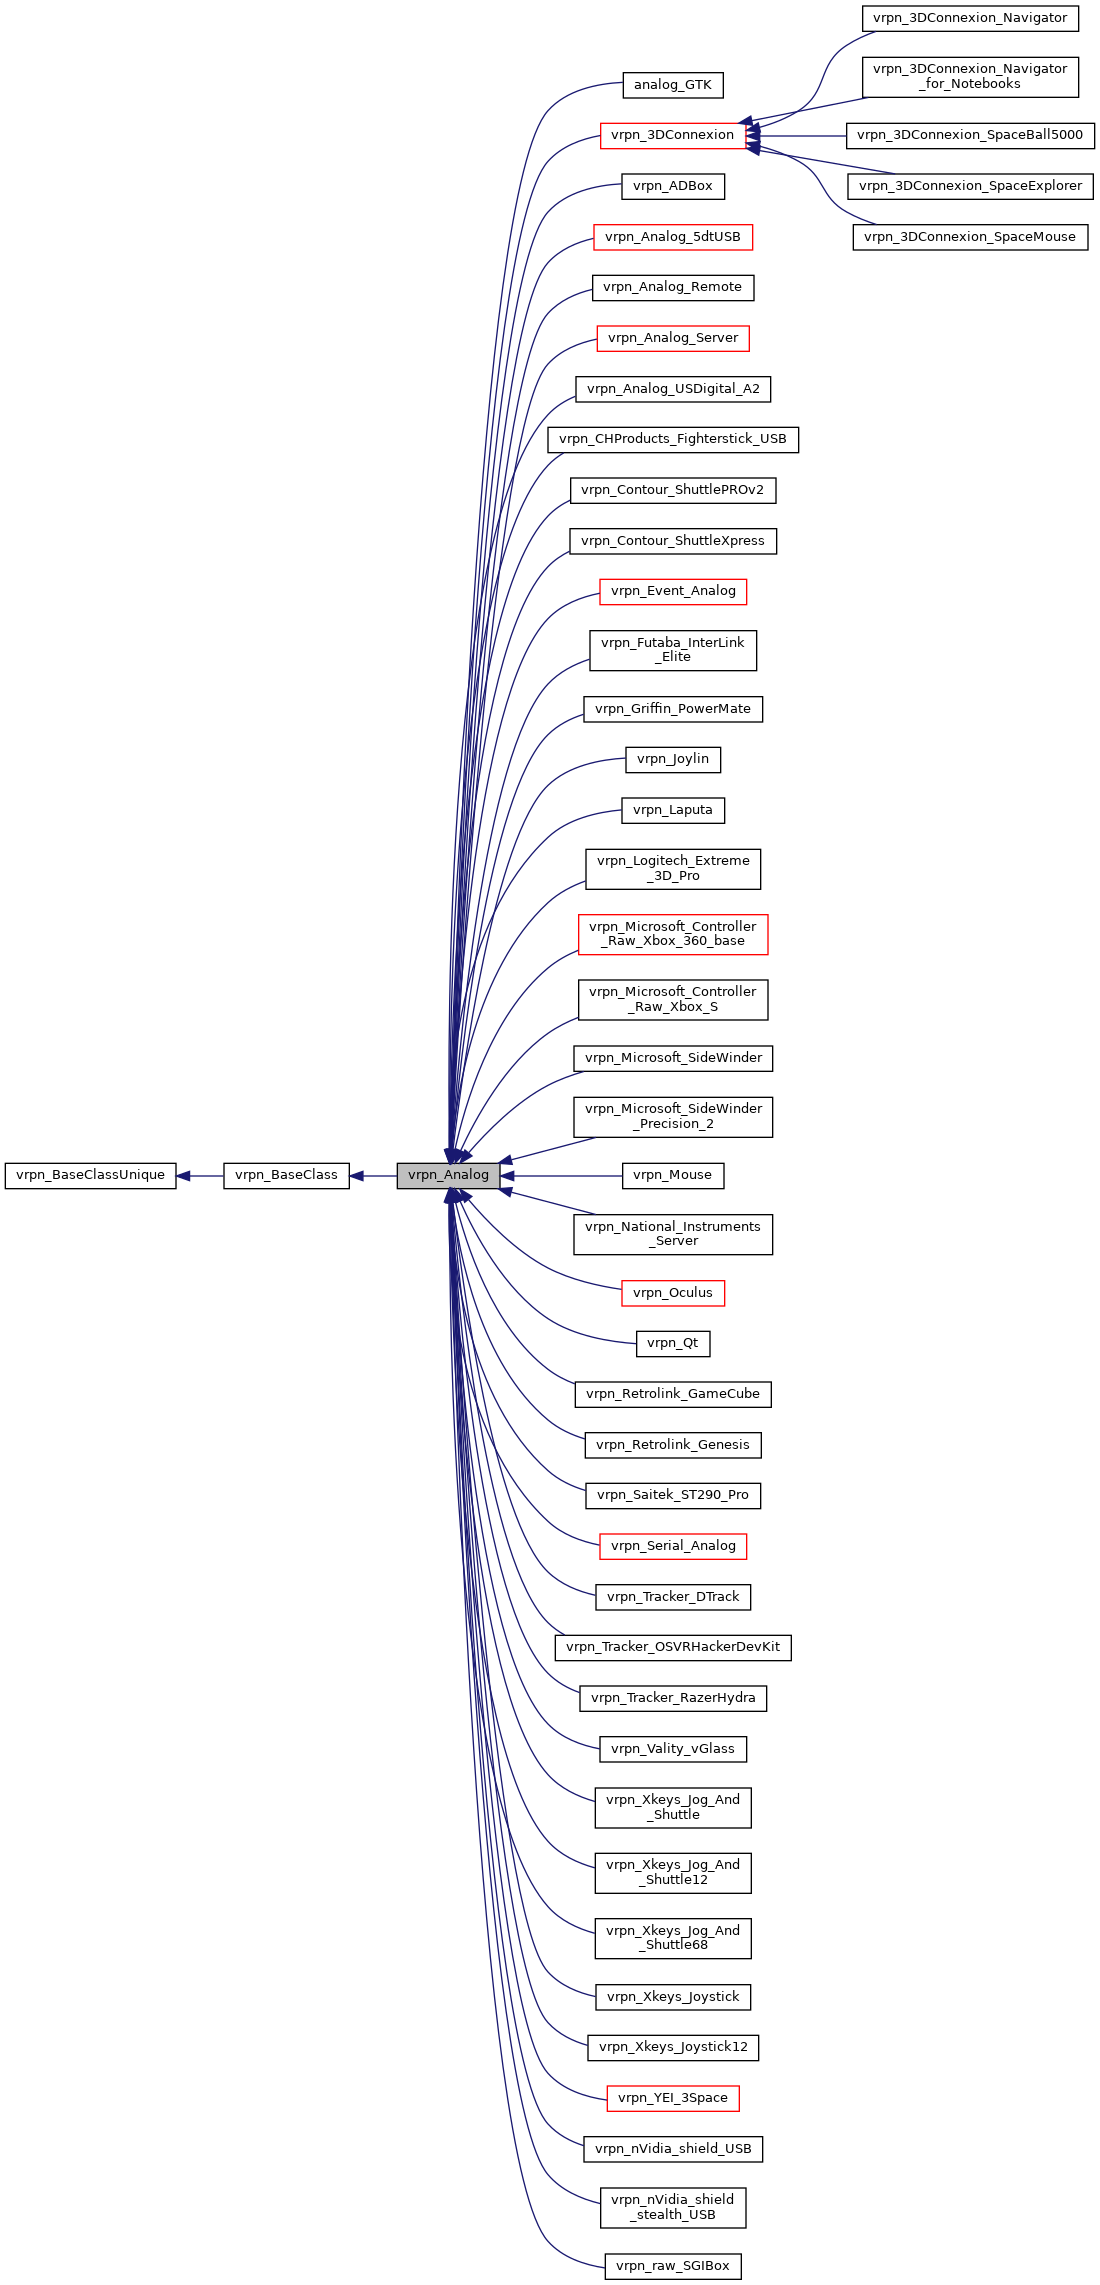 vrpn_3DConnexion_Navigator
vrpn_3DConnexion_Navigator
_for_Notebooks
analog_GTK
vrpn_3DConnexion
vrpn_3DConnexion_SpaceBall5000
vrpn_ADBox
vrpn_3DConnexion_SpaceExplorer
vrpn_Analog_5dtUSB
vrpn_3DConnexion_SpaceMouse
vrpn_Analog_Remote
vrpn_Analog_Server
vrpn_Analog_USDigital_A2
vrpn_CHProducts_Fighterstick_USB
vrpn_Contour_ShuttlePROv2
vrpn_Contour_ShuttleXpress
vrpn_Event_Analog
vrpn_Futaba_InterLink
_Elite
vrpn_Griffin_PowerMate
vrpn_Joylin
vrpn_Laputa
vrpn_Logitech_Extreme
_3D_Pro
vrpn_Microsoft_Controller
_Raw_Xbox_360_base
vrpn_Microsoft_Controller
_Raw_Xbox_S
vrpn_Microsoft_SideWinder
vrpn_Microsoft_SideWinder
_Precision_2
vrpn_BaseClassUnique
vrpn_BaseClass
vrpn_Analog
vrpn_Mouse
vrpn_National_Instruments
_Server
vrpn_Oculus
vrpn_Qt
vrpn_Retrolink_GameCube
vrpn_Retrolink_Genesis
vrpn_Saitek_ST290_Pro
vrpn_Serial_Analog
vrpn_Tracker_DTrack
vrpn_Tracker_OSVRHackerDevKit
vrpn_Tracker_RazerHydra
vrpn_Vality_vGlass
vrpn_Xkeys_Jog_And
_Shuttle
vrpn_Xkeys_Jog_And
_Shuttle12
vrpn_Xkeys_Jog_And
_Shuttle68
vrpn_Xkeys_Joystick
vrpn_Xkeys_Joystick12
vrpn_YEI_3Space
vrpn_nVidia_shield_USB
vrpn_nVidia_shield
_stealth_USB
vrpn_raw_SGIBox